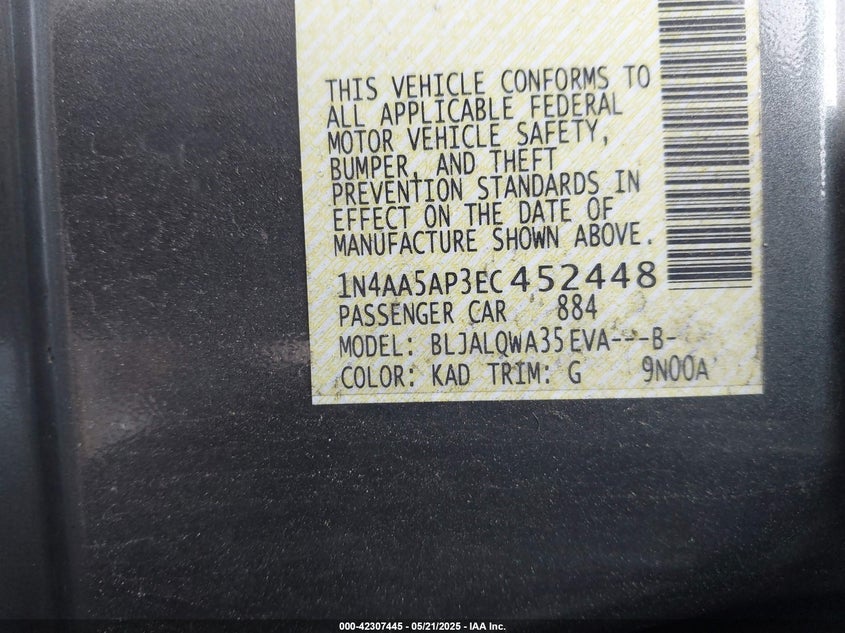 THIS VEHICLE CONFORMS TO
ALL APPLICABLE FEDERAL
MOTOR VEHICLE SAFETY,
BUMPER, AND THEFT
PREVENTION STANDARDS IN
EFFECT ON THE DATE OF
MANUFACTURE SHOWN ABOVE.
1N4AA5AP3EC452448
PASSENGER CAR 884
MODEL: BLJALQWA35EVA---B-
COLOR: KAD TRIM: G 9N00A
000-42307445 - 05/21/2025 - IAA Inc.